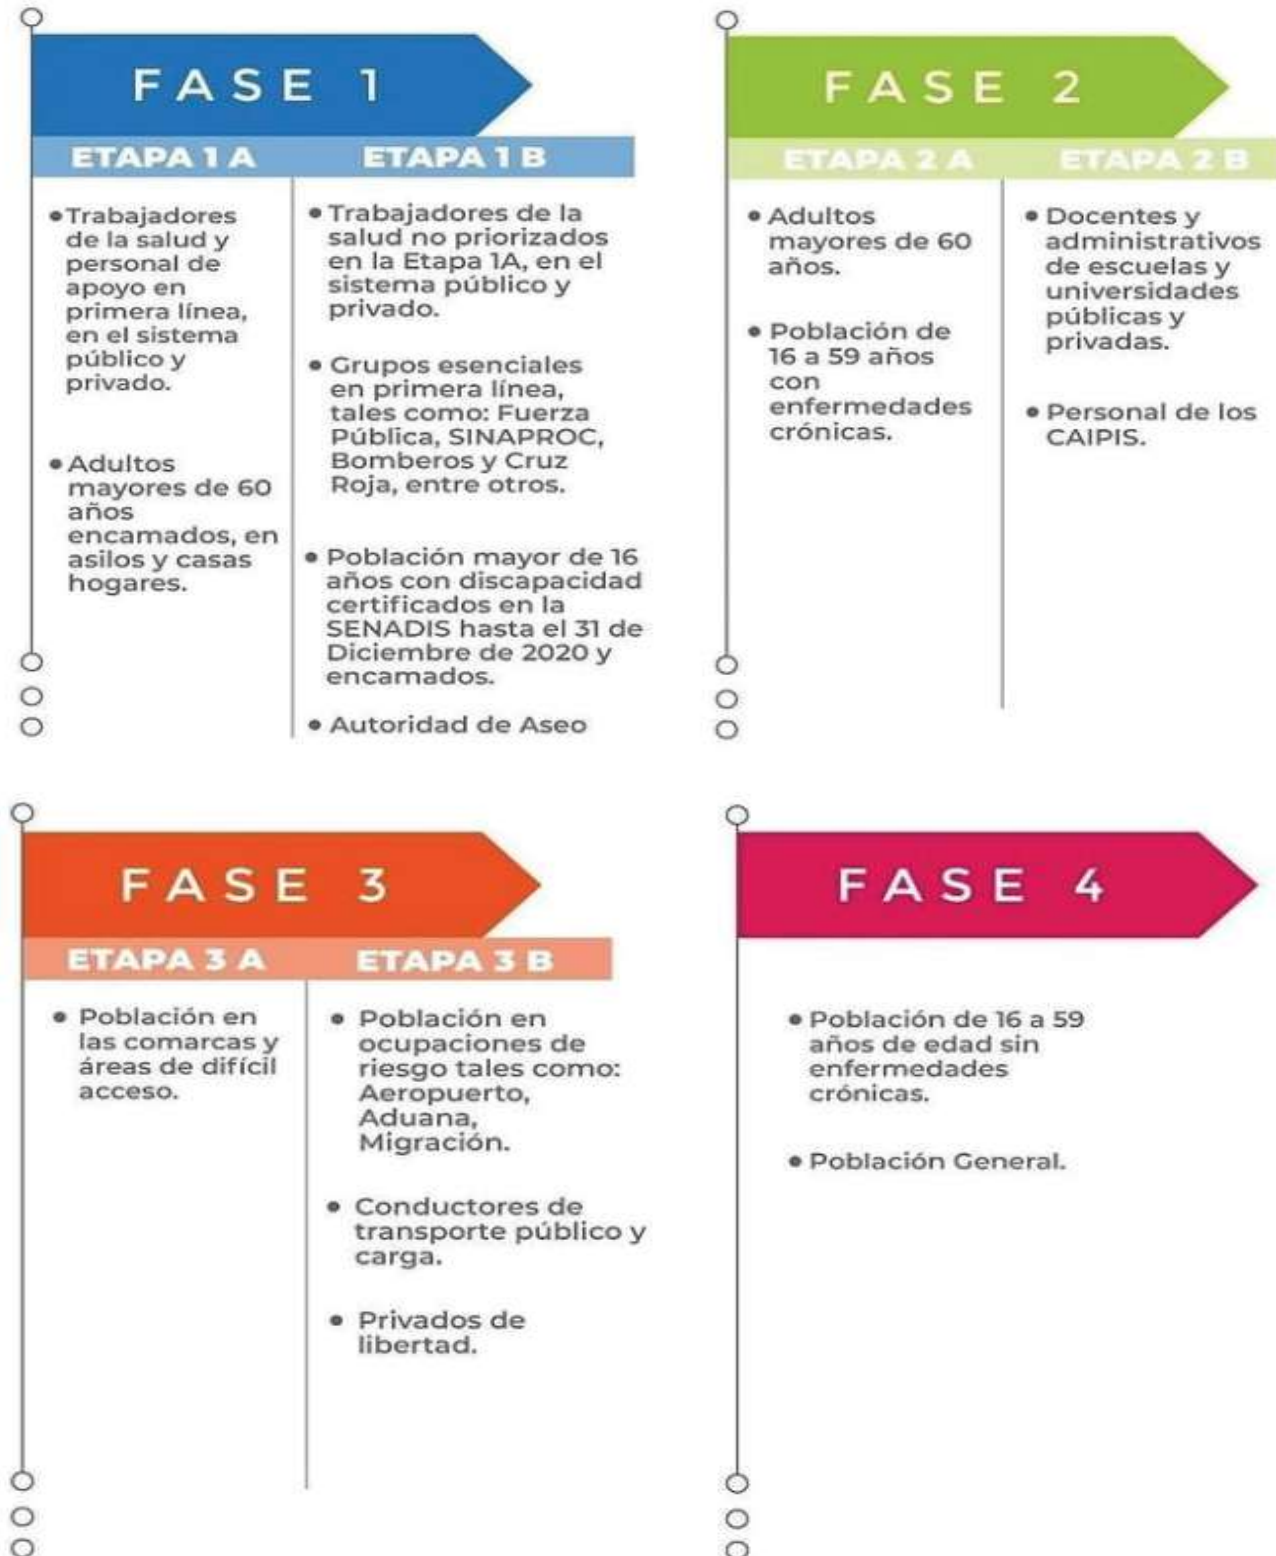 FASE 1
ETAPA 1 A
•Trabajadores
de la salud y
personal de
apoyo en
primera línea,
en el sistema
público y
privado.
•Adultos
mayores de 60
años
encamados, en
asilos y casas
hogares.
ETAPA 1 B
•Trabajadores de la
salud no priorizados
en la Etapa 1A, en el
sistema público y
privado.
•Grupos esenciales
en primera línea,
tales como: Fuerza
Pública, SINAPROC,
Bomberos y Cruz
Roja, entre otros.
•Población mayor de 16
años con discapacidad
certificados en la
SENADIS hasta el 31 de
Diciembre de 2020 y
encamados.
•Autoridad de Aseo
FASE 2
ETAPA 2 A
•Adultos
mayores de 60
años.
•Población de
16 a 59 años
con
enfermedades
crónicas.
ETAPA 2 B
•Docentes y
administrativos
de escuelas y
universidades
públicas y
privadas.
•Personal de los
CAIPIS.
FASE 3
ETAPA 3 A
•Población en
las comarcas y
áreas de difícil
acceso.
ETAPA 3 B
•Población en
ocupaciones de
riesgo tales como:
Aeropuerto,
Aduana,
Migración.
•Conductores de
transporte público y
carga.
•Privados de
libertad.
FASE 4
•Población de 16 a 59
años de edad sin
enfermedades
crónicas.
•Población General.